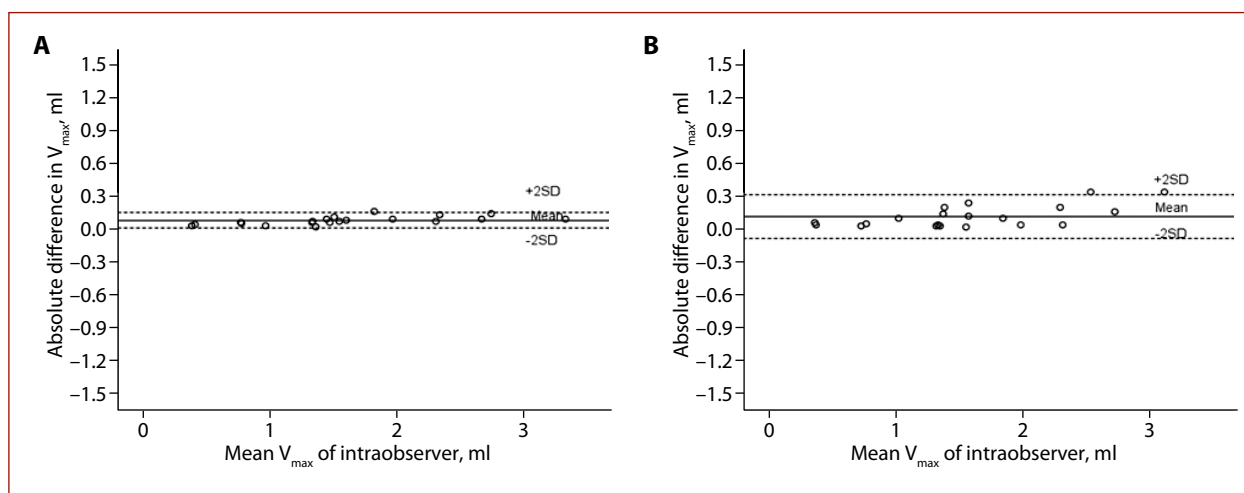 A
Absolute difference in Vmax, ml
1.5
1.2
0.9
0.6
0.3
0.0
–0.3
–0.6
–0.9
–1.2
–1.5
+2SD
Mean
-2SD
0 1 2 3
Mean Vmax of intraobserver, ml
B
Absolute difference in Vmax, ml
1.5
1.2
0.9
0.6
0.3
0.0
–0.3
–0.6
–0.9
–1.2
–1.5
+2SD
Mean
-2SD
0 1 2 3
Mean Vmax of intraobserver, ml